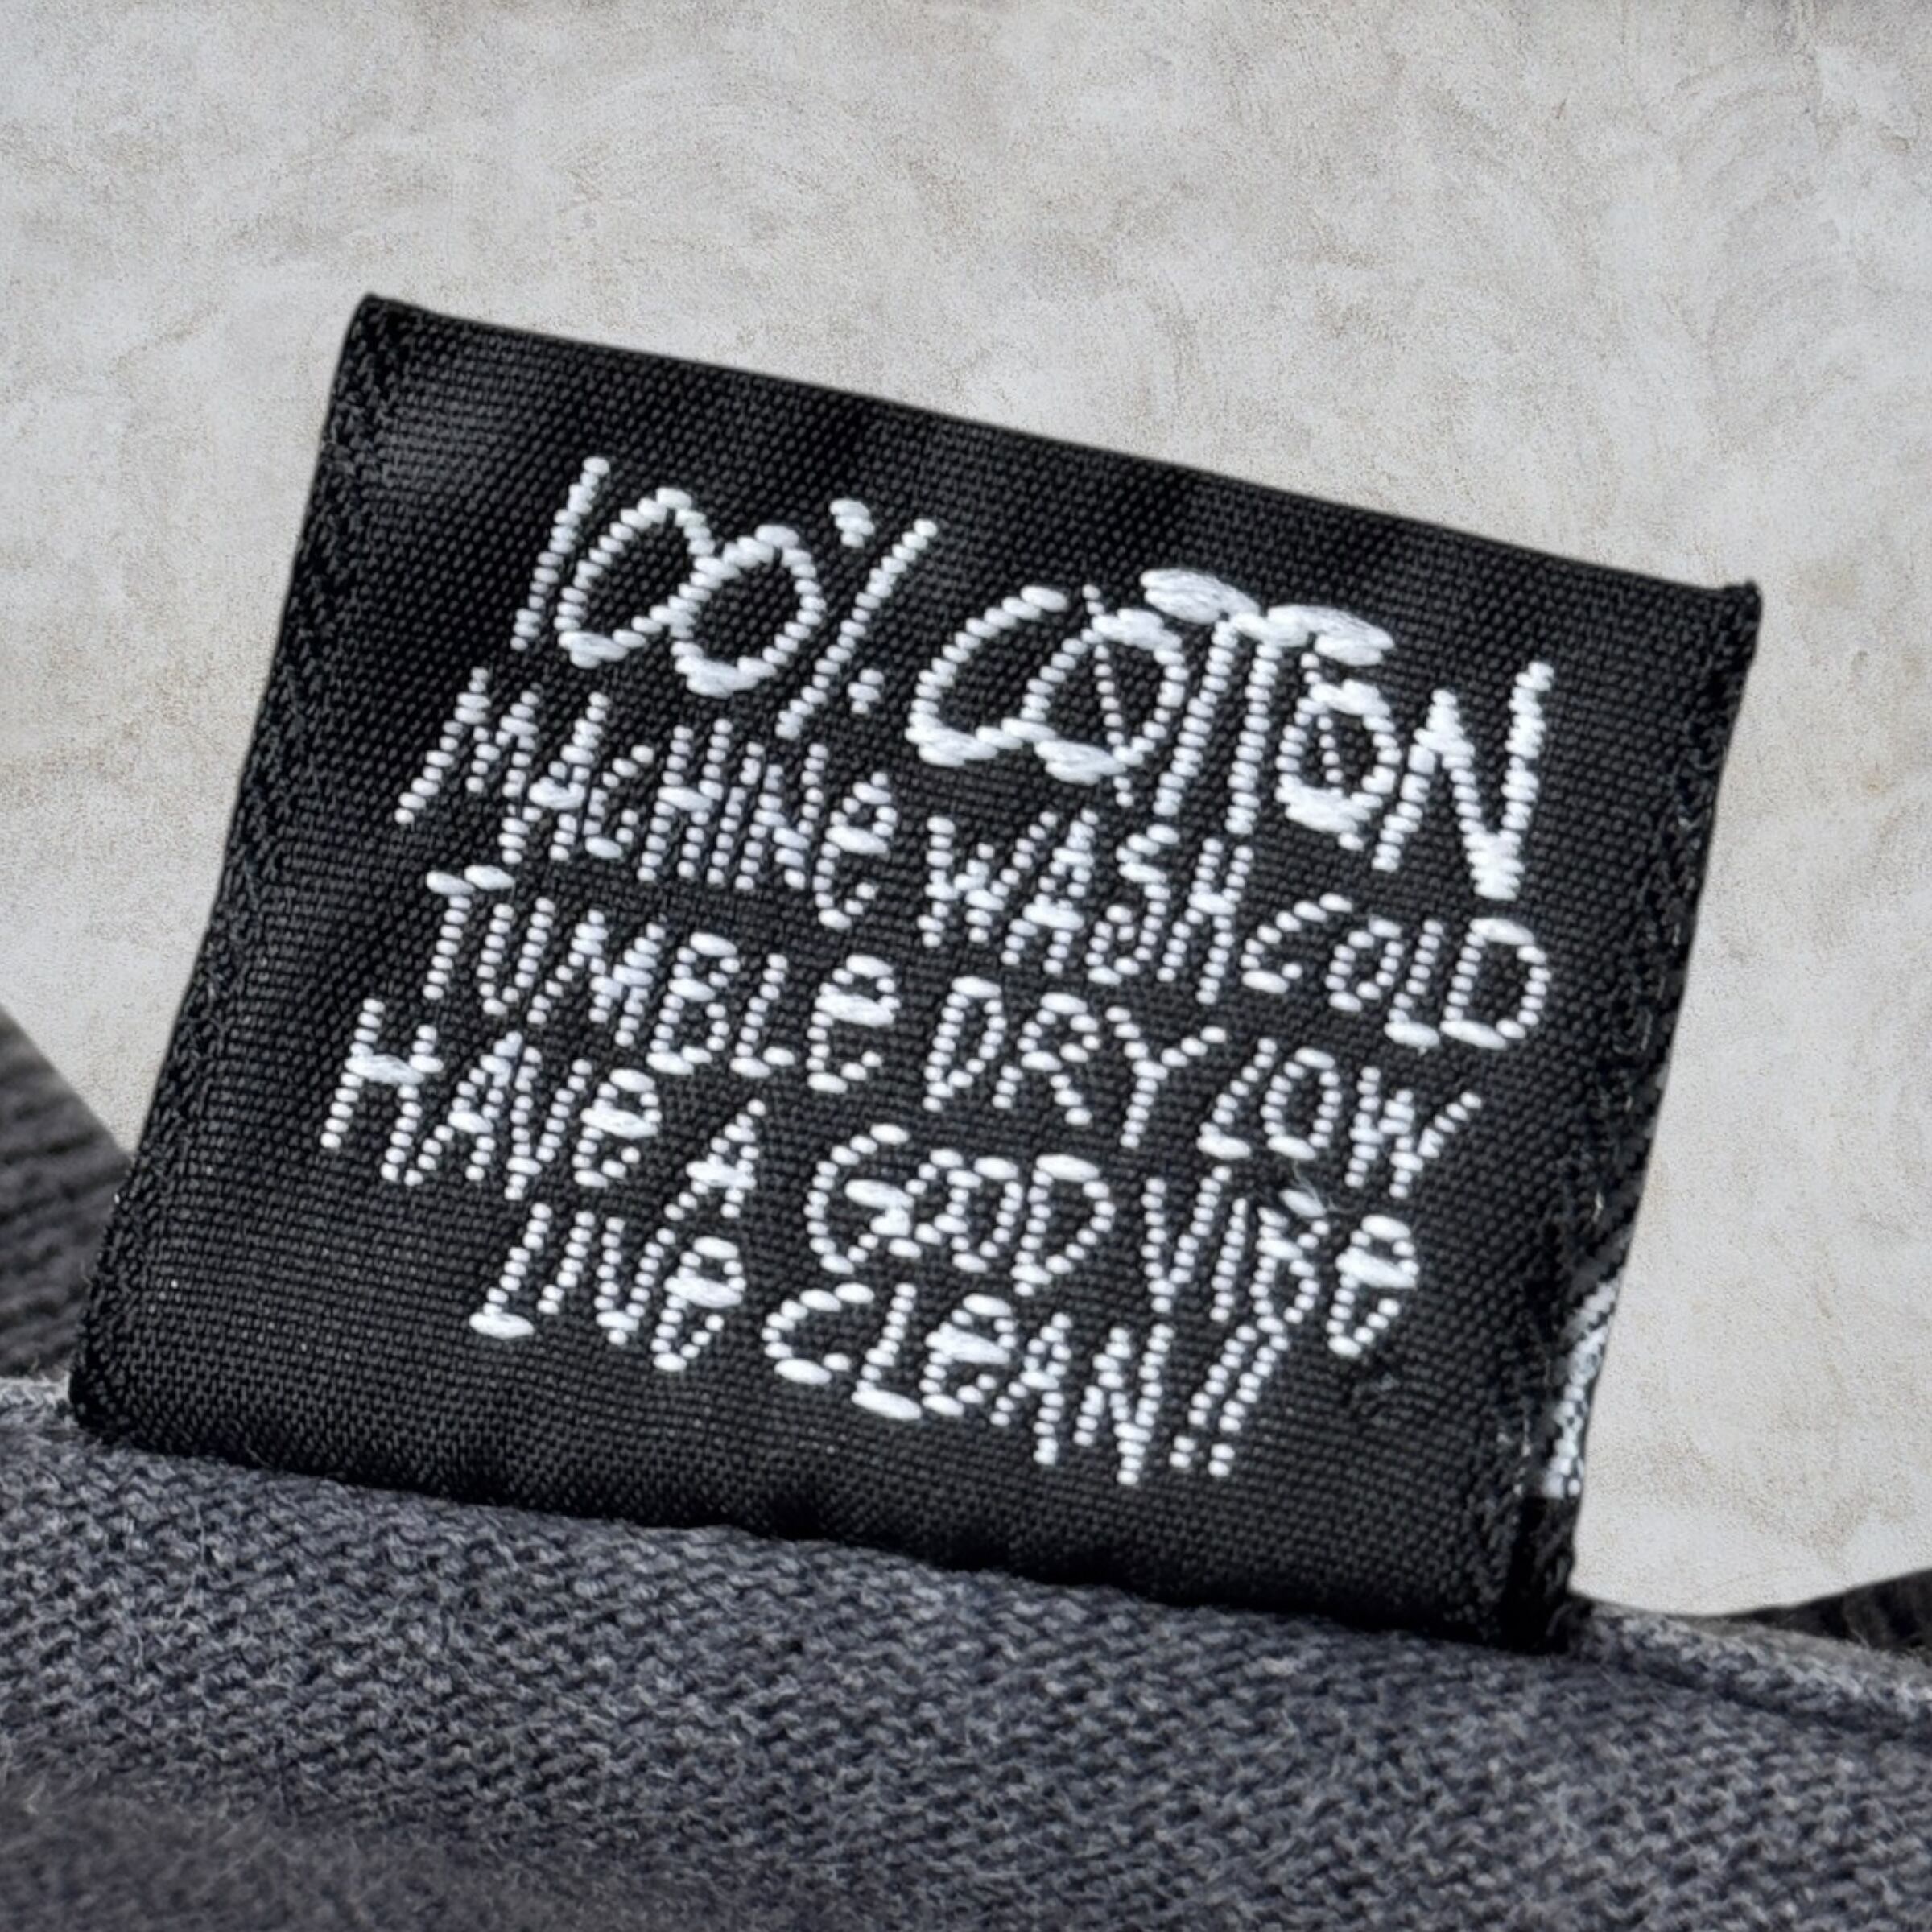 100% COTTON
MACHINe WASH COLD
TUMBLe DRY LOW
HAVe A GOOD VIBe
LIVe CLeAN!!